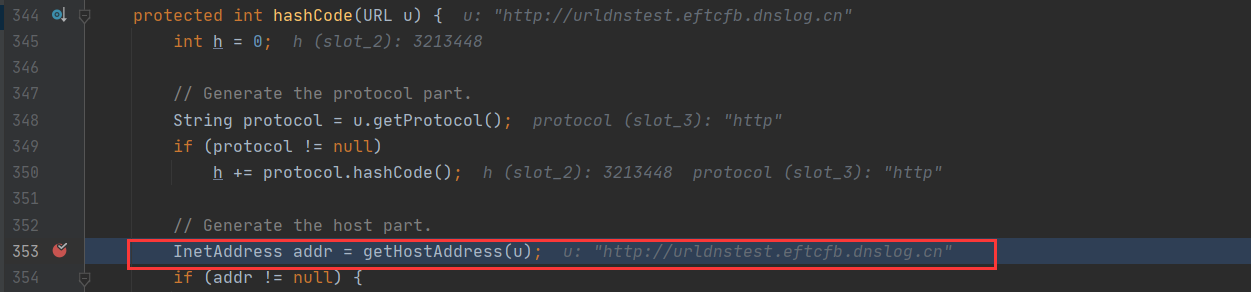 344 protected int hashCode(URL u) { u: "http://urldnstest.eftcfb.dnslog.cn"
345 int h = 0; h (slot_2): 3213448
346
347 // Generate the protocol part.
348 String protocol = u.getProtocol(); protocol (slot_3): "http"
349 if (protocol != null)
350 h += protocol.hashCode(); h (slot_2): 3213448 protocol (slot_3): "http"
351
352 // Generate the host part.
353 InetAddress addr = getHostAddress(u); u: "http://urldnstest.eftcfb.dnslog.cn"
354 if (addr != null) {